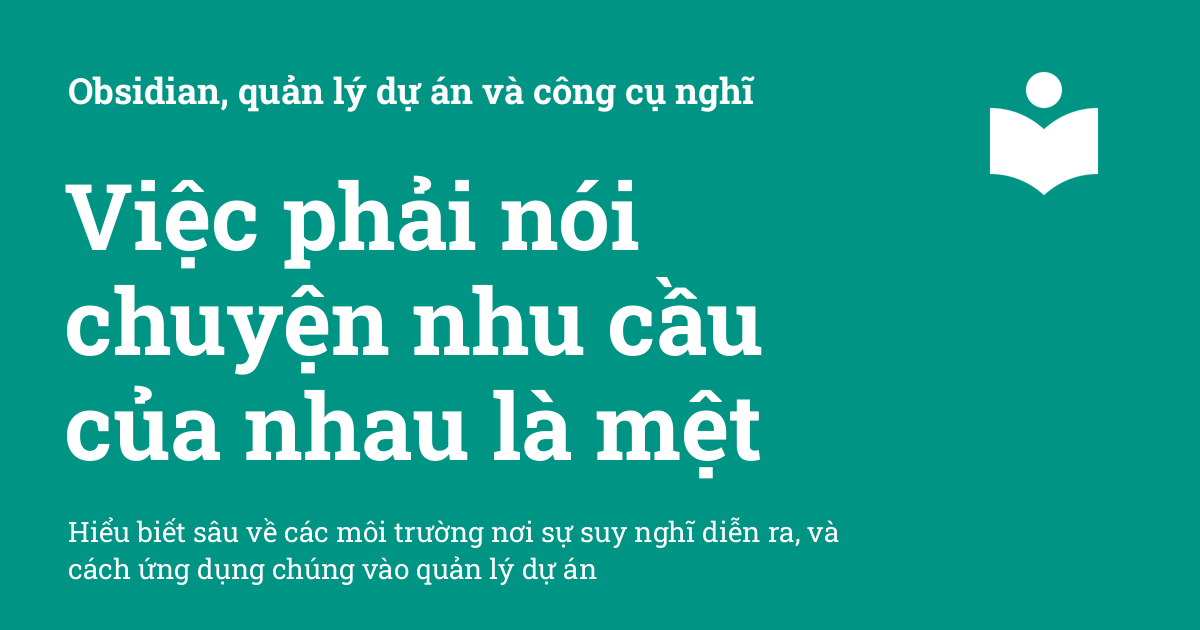 Obsidian, quản lý dự án và công cụ nghĩ
Việc phải nói
chuyện nhu cầu
của nhau là mệt
Hiểu biết sâu về các môi trường nơi sự suy nghĩ diễn ra, và
cách ứng dụng chúng vào quản lý dự án